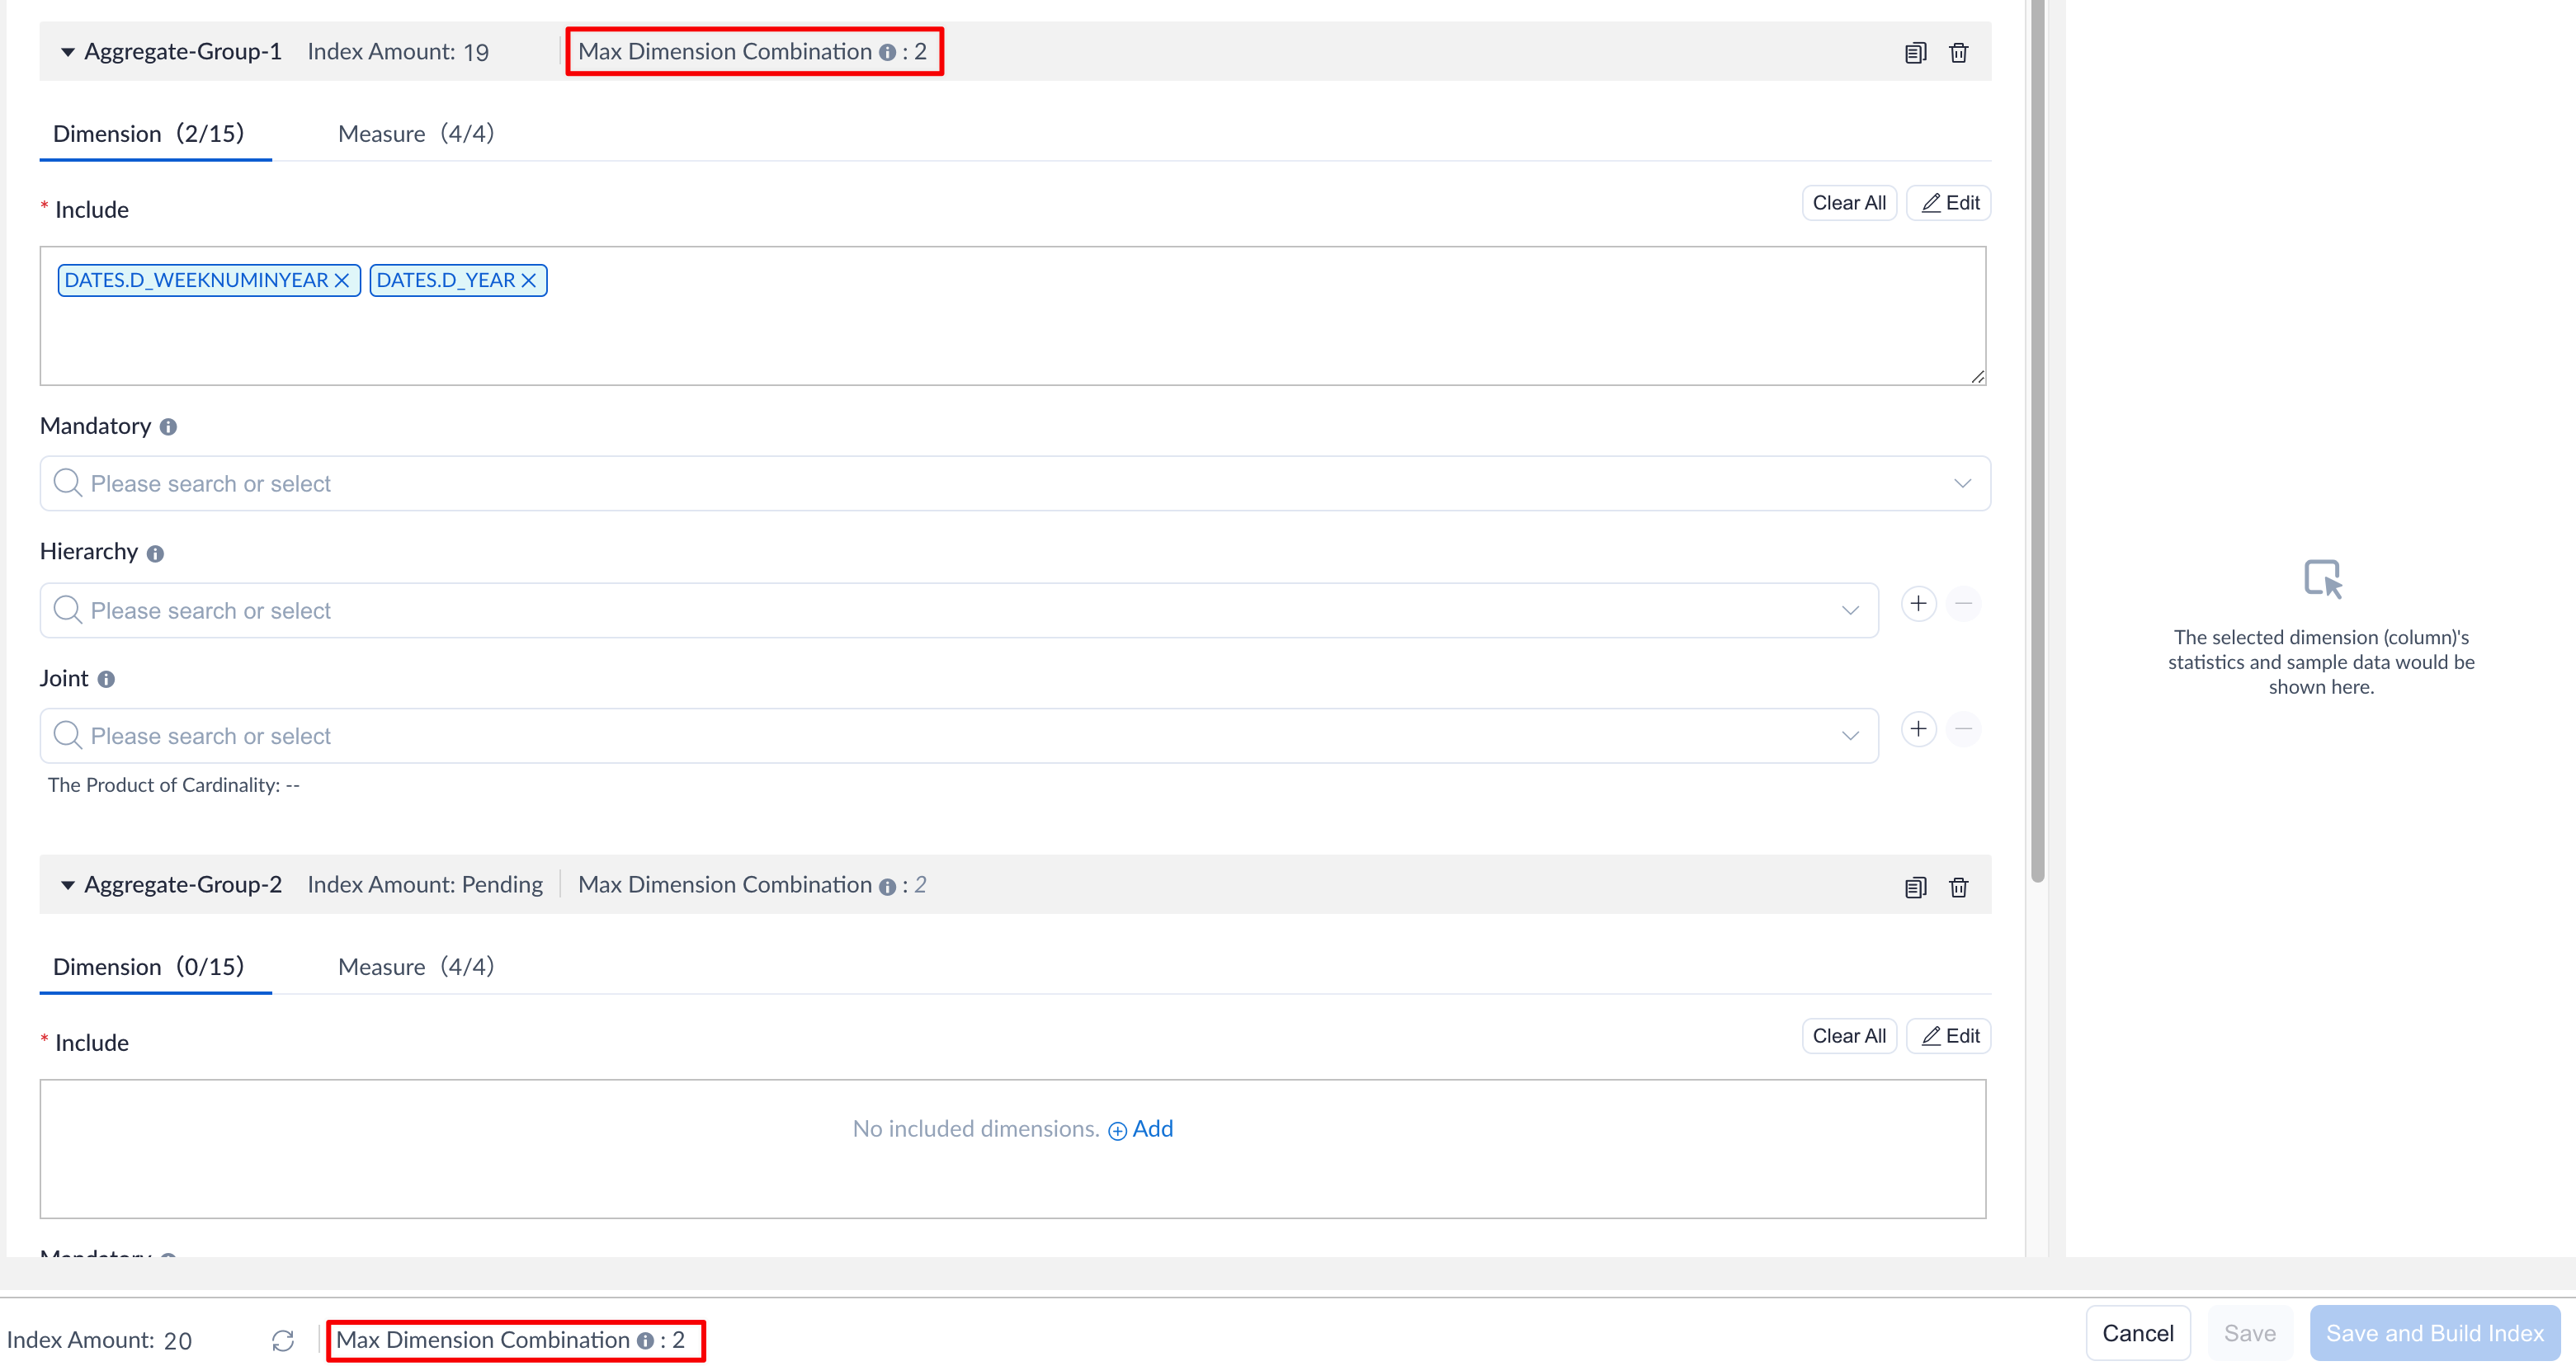 Aggregate-Group-1 Index Amount: 19 Max Dimension Combination : 2
Dimension (2/15) Measure (4/4)
* Include Clear All Edit
DATES.D_WEEKNUMINYEAR DATES.D_YEAR
Mandatory
Please search or select
Hierarchy
Please search or select
Joint
Please search or select
The Product of Cardinality: --
The selected dimension (column)'s
statistics and sample data would be
shown here.
Aggregate-Group-2 Index Amount: Pending Max Dimension Combination : 2
Dimension (0/15) Measure (4/4)
* Include Clear All Edit
No included dimensions. Add
Mandatory
Index Amount: 20 Max Dimension Combination : 2 Cancel Save Save and Build Index